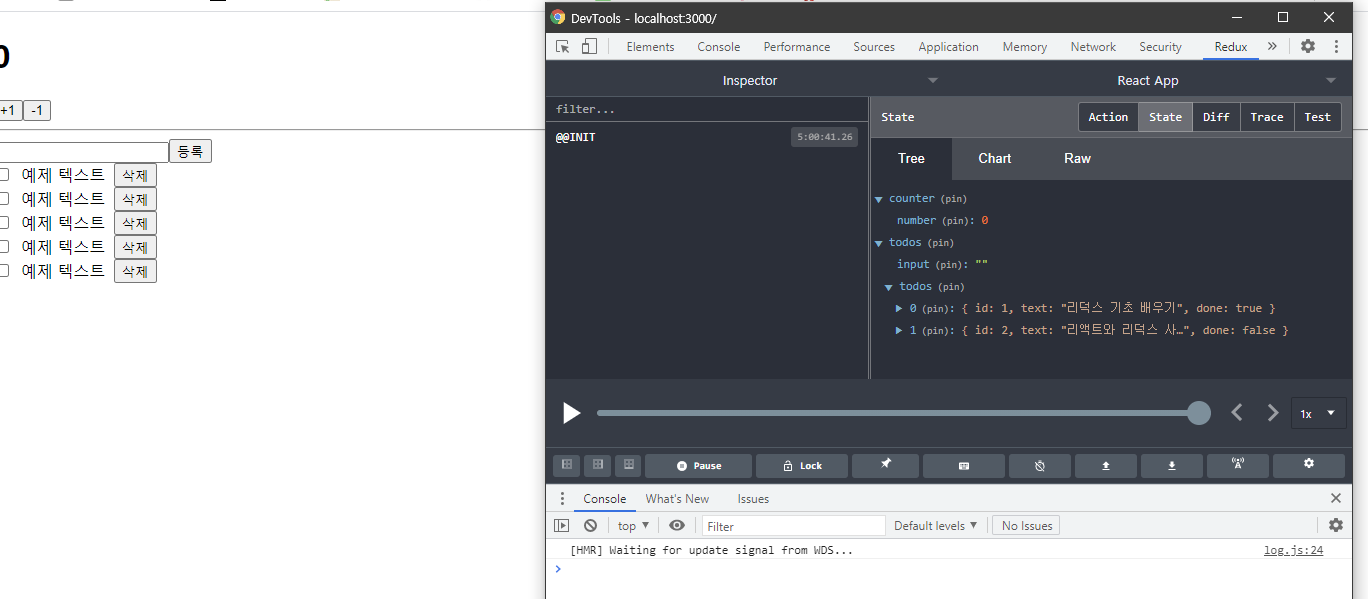 0
+1 -1
등록
예제 텍스트 삭제
예제 텍스트 삭제
예제 텍스트 삭제
예제 텍스트 삭제
예제 텍스트 삭제
DevTools - localhost:3000/
Elements Console Performance Sources Application Memory Network Security Redux
Inspector React App
filter...
@@INIT 5:00:41.26
State Action State Diff Trace Test
Tree Chart Raw
counter (pin)
number (pin): 0
todos (pin)
input (pin): ""
todos (pin)
0 (pin): { id: 1, text: "리덕스 기초 배우기", done: true }
1 (pin): { id: 2, text: "리액트와 리덕스 사…", done: false }
1x
Pause Lock
Console What's New Issues
top Filter Default levels No Issues
[HMR] Waiting for update signal from WDS... log.js:24